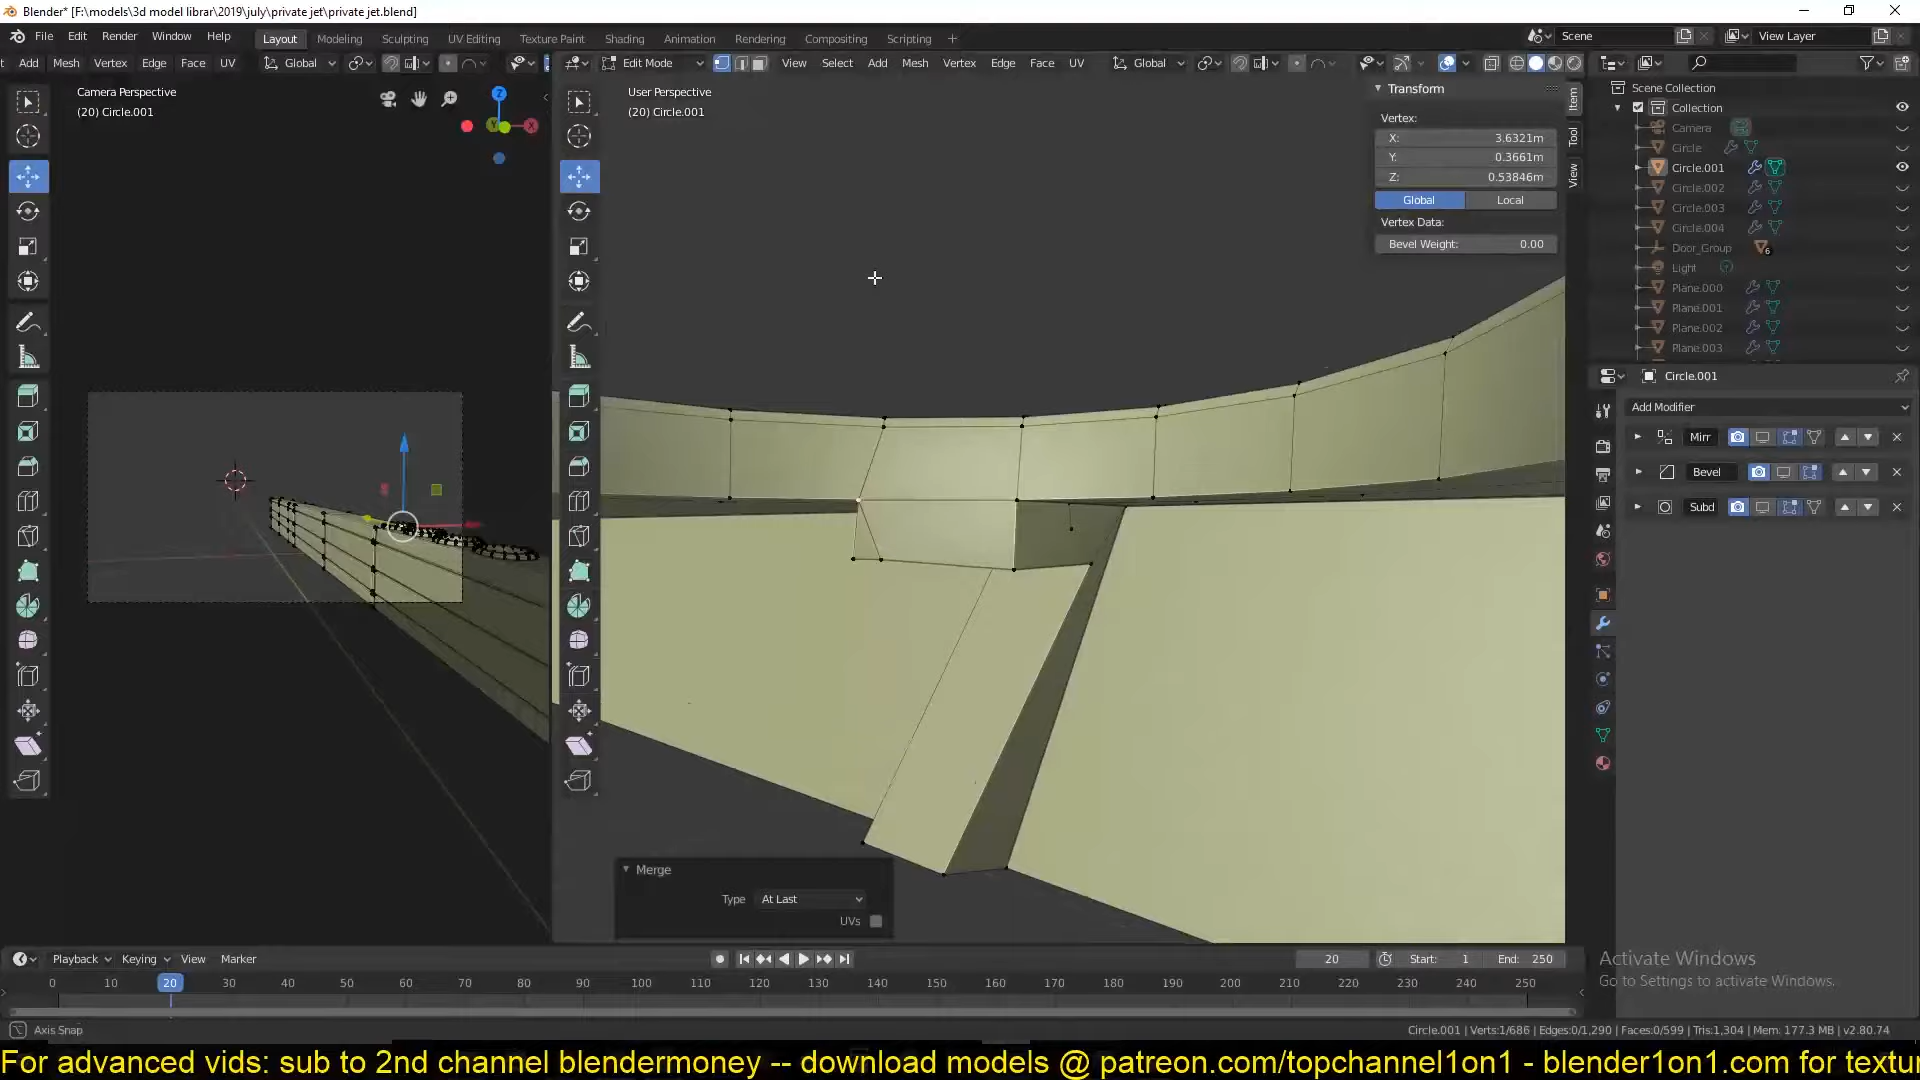 Blender* [F:\models\3d model librar\2019\july\private jet\private jet.blend]
File Edit Render Window Help Layout Modeling Sculpting UV Editing Texture Paint Shading Animation Rendering Compositing Scripting Scene View Layer
Add Mesh Vertex Edge Face UV Global Edit Mode View Select Add Mesh Vertex Edge Face UV Global
Camera Perspective
(20) Circle.001
User Perspective
(20) Circle.001
Transform
Vertex:
X: 3.6321m
Y: 0.3661m
Z: 0.53846m
Global Local
Vertex Data:
Bevel Weight: 0.00
Item
Tool
View
Scene Collection
Collection
Camera
Circle
Circle.001
Circle.002
Circle.003
Circle.004
Door_Group 6
Light
Plane.000
Plane.001
Plane.002
Plane.003
Circle.001
Add Modifier
Mirr
Bevel
Subd
Merge
Type At Last
UVs
Playback Keying View Marker 20 Start: 1 End: 250
0 10 20 30 40 50 60 70 80 90 100 110 120 130 140 150 160 170 180 190 200 210 220 230 240 250
Activate Windows
Go to Settings to activate Windows.
Axis Snap Circle.001 | Verts:1/686 | Edges:0/1,290 | Faces:0/599 | Tris:1,304 | Mem: 177.3 MB | v2.80.74
For advanced vids: sub to 2nd channel blendermoney -- download models @ patreon.com/topchannel1on1 - blender1on1.com for textur